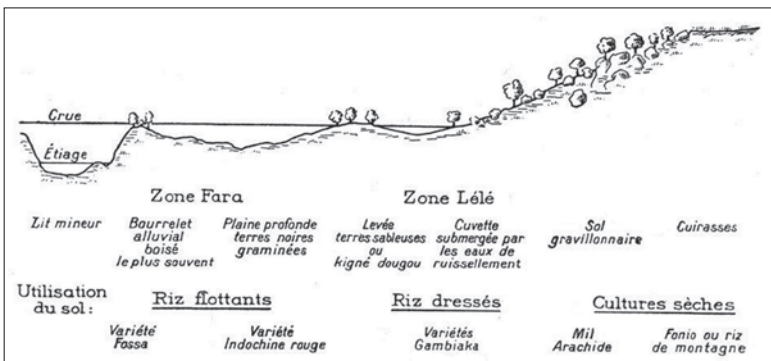 Crue
Étiage
Zone Fara
Zone Lélé
Lit mineur
Bourrelet
alluvial
boisé
le plus souvent
Plaine profonde
terres noires
graminées
Levée
terres sableuses
ou
kigné dougou
Cuvette
submergée par
les eaux de
ruissellement
Sol
gravillonnaire
Cuirasses
Utilisation
du sol :
Riz flottants
Riz dressés
Cultures sèches
Variété
Fossa
Variété
Indochine rouge
Variétés
Gambiaka
Mil
Arachide
Fonio ou riz
de montagne